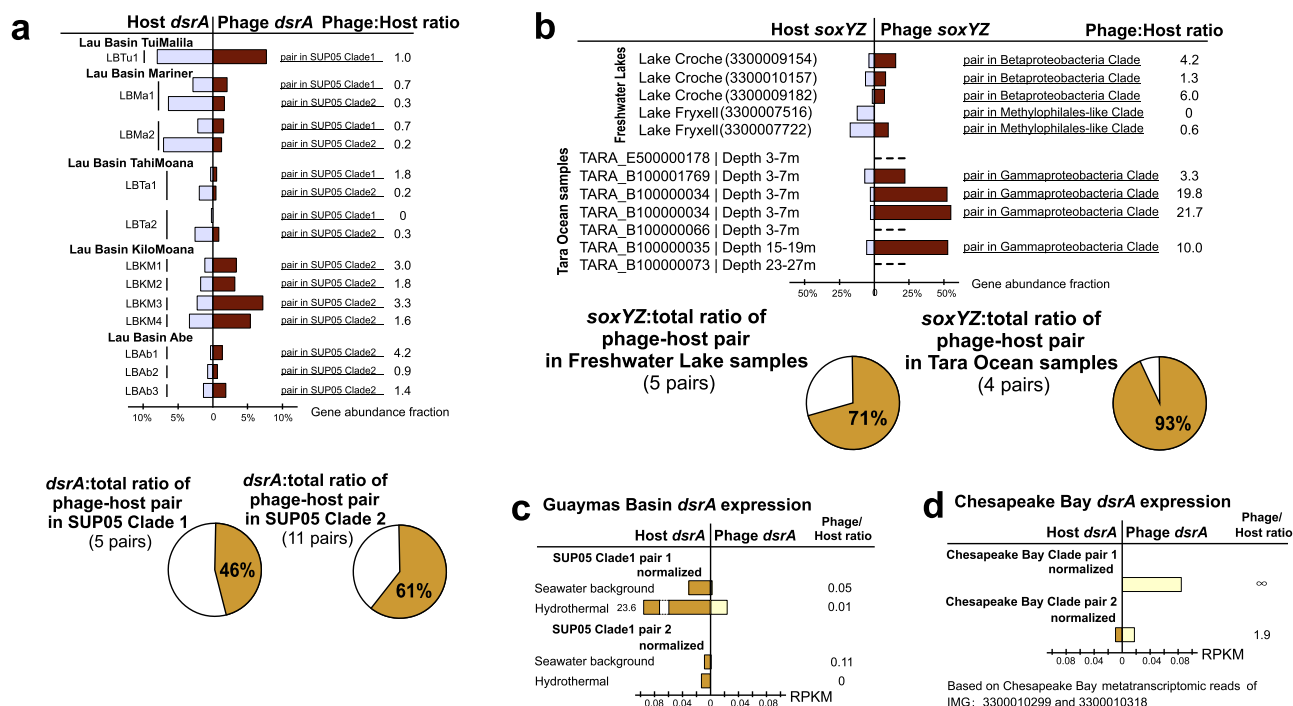 a
Host dsrA Phage dsrA Phage:Host ratio
Lau Basin TuiMalila
LBTu1 pair in SUP05 Clade1 1.0
Lau Basin Mariner
LBMa1 pair in SUP05 Clade1 0.7
pair in SUP05 Clade2 0.3
LBMa2 pair in SUP05 Clade1 0.7
pair in SUP05 Clade2 0.2
Lau Basin TahiMoana
LBTa1 pair in SUP05 Clade1 1.8
pair in SUP05 Clade2 0.2
LBTa2 pair in SUP05 Clade1 0
pair in SUP05 Clade2 0.3
Lau Basin KiloMoana
LBKM1 pair in SUP05 Clade2 3.0
LBKM2 pair in SUP05 Clade2 1.8
LBKM3 pair in SUP05 Clade2 3.3
LBKM4 pair in SUP05 Clade2 1.6
Lau Basin Abe
LBAb1 pair in SUP05 Clade2 4.2
LBAb2 pair in SUP05 Clade2 0.9
LBAb3 pair in SUP05 Clade2 1.4
10% 5% 0 5% 10% Gene abundance fraction
dsrA:total ratio of
phage-host pair
in SUP05 Clade 1
(5 pairs)
46%
dsrA:total ratio of
phage-host pair
in SUP05 Clade 2
(11 pairs)
61%
b
Host soxYZ Phage soxYZ Phage:Host ratio
Freshwater Lakes
Lake Croche (3300009154) pair in Betaproteobacteria Clade 4.2
Lake Croche (3300010157) pair in Betaproteobacteria Clade 1.3
Lake Croche (3300009182) pair in Betaproteobacteria Clade 6.0
Lake Fryxell (3300007516) pair in Methylophilales-like Clade 0
Lake Fryxell (3300007722) pair in Methylophilales-like Clade 0.6
Tara Ocean samples
TARA_E500000178 | Depth 3-7m
TARA_B100001769 | Depth 3-7m pair in Gammaproteobacteria Clade 3.3
TARA_B100000034 | Depth 3-7m pair in Gammaproteobacteria Clade 19.8
TARA_B100000034 | Depth 3-7m pair in Gammaproteobacteria Clade 21.7
TARA_B100000066 | Depth 3-7m
TARA_B100000035 | Depth 15-19m pair in Gammaproteobacteria Clade 10.0
TARA_B100000073 | Depth 23-27m
50% 25% 0 25% 50% Gene abundance fraction
soxYZ:total ratio of
phage-host pair
in Freshwater Lake samples
(5 pairs)
71%
soxYZ:total ratio of
phage-host pair
in Tara Ocean samples
(4 pairs)
93%
c
Guaymas Basin dsrA expression
Host dsrA Phage dsrA Phage/
Host ratio
SUP05 Clade1 pair 1
normalized
Seawater background 0.05
Hydrothermal 23.6 0.01
SUP05 Clade1 pair 2
normalized
Seawater background 0.11
Hydrothermal 0
0.08 0.04 0 0.04 0.08 RPKM
d
Chesapeake Bay dsrA expression
Host dsrA Phage dsrA Phage/
Host ratio
Chesapeake Bay Clade pair 1
normalized
∞
Chesapeake Bay Clade pair 2
normalized
1.9
0.08 0.04 0 0.04 0.08 RPKM
Based on Chesapeake Bay metatranscriptomic reads of
IMG: 3300010299 and 3300010318